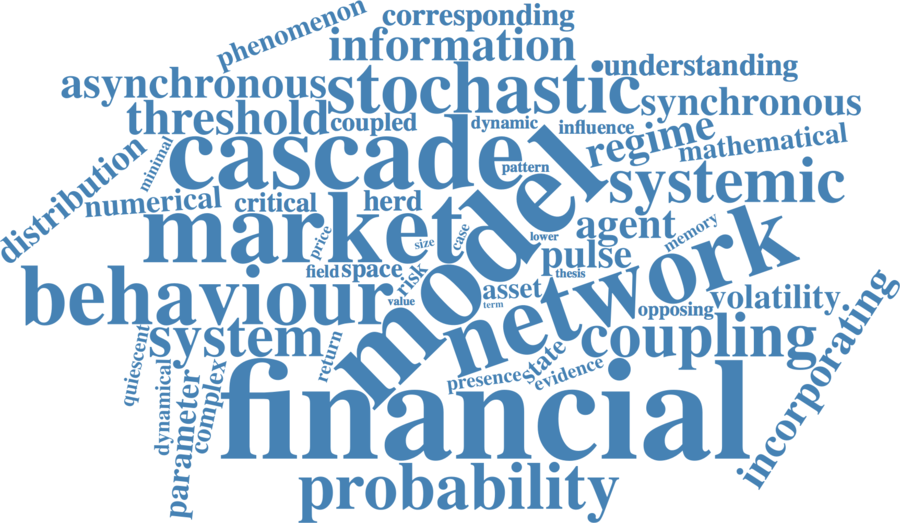 phenomenon
corresponding
information
asynchronous
stochastic
understanding
synchronous
threshold
coupled
dynamic
influence
regime
mathematical
distribution
minimal
cascade
pattern
model
systemic
numerical
critical
herd
market
price
size
case
lower
agent
memory
pulse
network
behaviour
field
space
risk
value
thesis
asset
term
opposing
volatility
incorporating
quiescent
system
return
coupling
state
presence
evidence
dynamical
parameter
complex
financial
probability